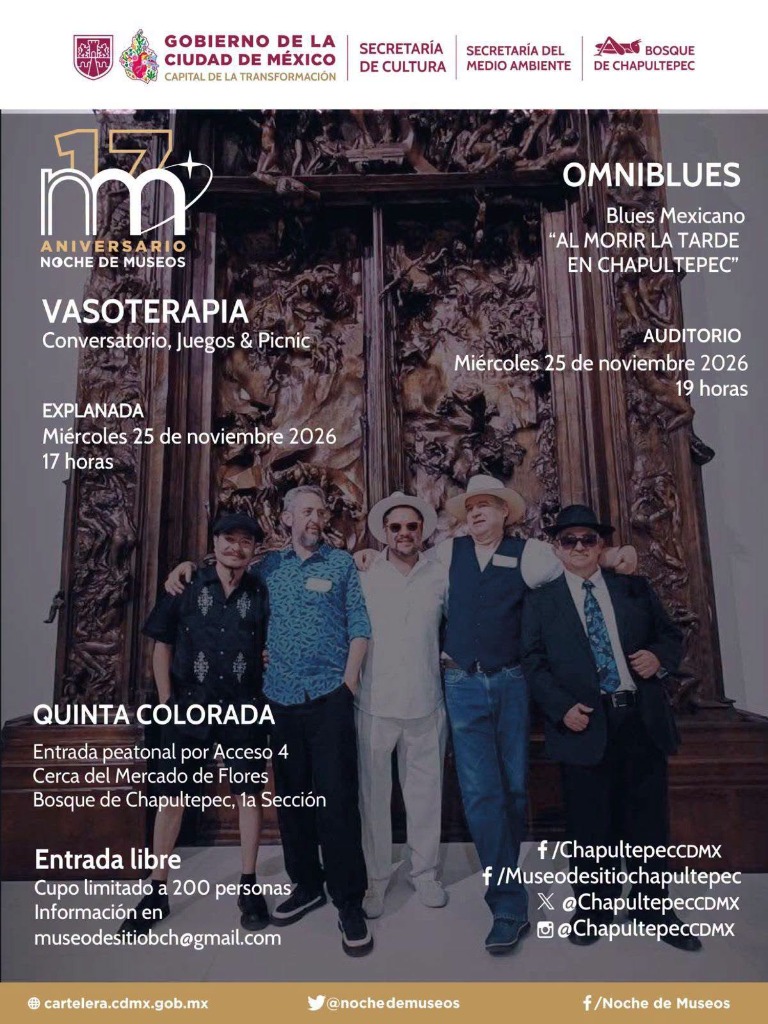 GOBIERNO DE LA
CIUDAD DE MÉXICO
CAPITAL DE LA TRANSFORMACIÓN
SECRETARÍA
DE CULTURA
SECRETARÍA DEL
MEDIO AMBIENTE
BOSQUE
DE CHAPULTEPEC
17
nm
ANIVERSARIO
NOCHE DE MUSEOS
VASOTERAPIA
Conversatorio, Juegos & Picnic
EXPLANADA
Miércoles 25 de noviembre 2026
17 horas
OMNIBLUES
Blues Mexicano
“AL MORIR LA TARDE
EN CHAPULTEPEC”
AUDITORIO
Miércoles 25 de noviembre 2026
19 horas
QUINTA COLORADA
Entrada peatonal por Acceso 4
Cerca del Mercado de Flores
Bosque de Chapultepec, 1a Sección
Entrada libre
Cupo limitado a 200 personas
Información en
museodesitiobch@gmail.com
/ChapultepecCDMX
/Museodesitiochapultepec
@ChapultepecCDMX
@ChapultepecCDMX
cartelera.cdmx.gob.mx
@nochedemuseos
/Noche de Museos